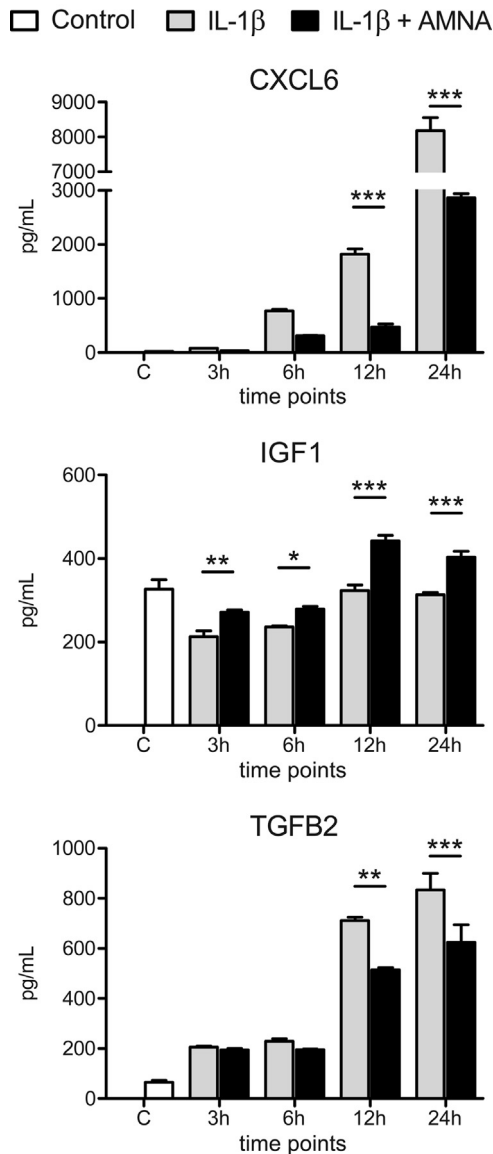 Control IL-1β IL-1β + AMNA
CXCL6
9000
8000
7000
3000
2000
1000
0
pg/mL
***
***
C 3h 6h 12h 24h
time points
IGF1
600
400
200
0
pg/mL
**
*
***
***
C 3h 6h 12h 24h
time points
TGFB2
1000
800
600
400
200
0
pg/mL
**
***
C 3h 6h 12h 24h
time points